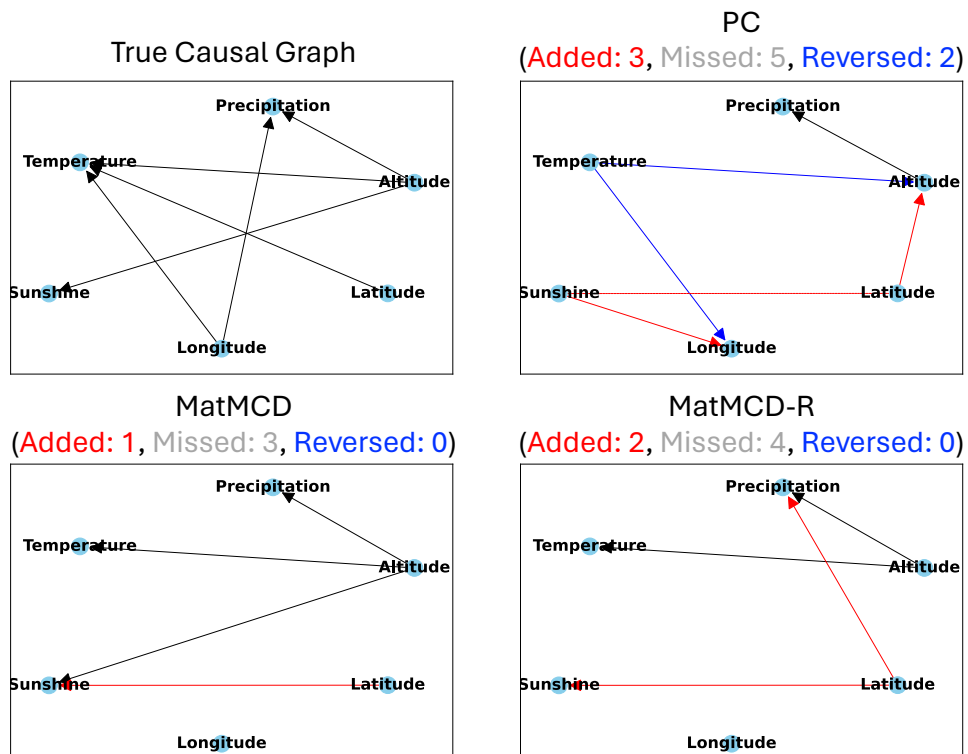 True Causal Graph
Precipitation
Temperature
Altitude
Sunshine
Latitude
Longitude
PC
(Added: 3, Missed: 5, Reversed: 2)
Precipitation
Temperature
Altitude
Sunshine
Latitude
Longitude
MatMCD
(Added: 1, Missed: 3, Reversed: 0)
Precipitation
Temperature
Altitude
Sunshine
Latitude
Longitude
MatMCD-R
(Added: 2, Missed: 4, Reversed: 0)
Precipitation
Temperature
Altitude
Sunshine
Latitude
Longitude